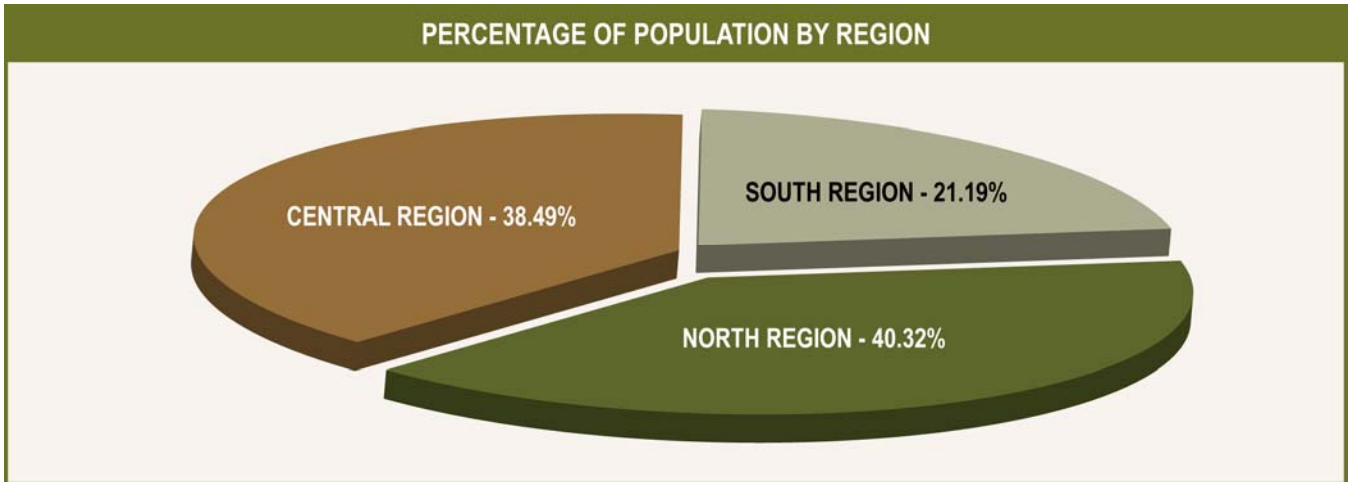 PERCENTAGE OF POPULATION BY REGION
SOUTH REGION - 21.19%
CENTRAL REGION - 38.49%
NORTH REGION - 40.32%